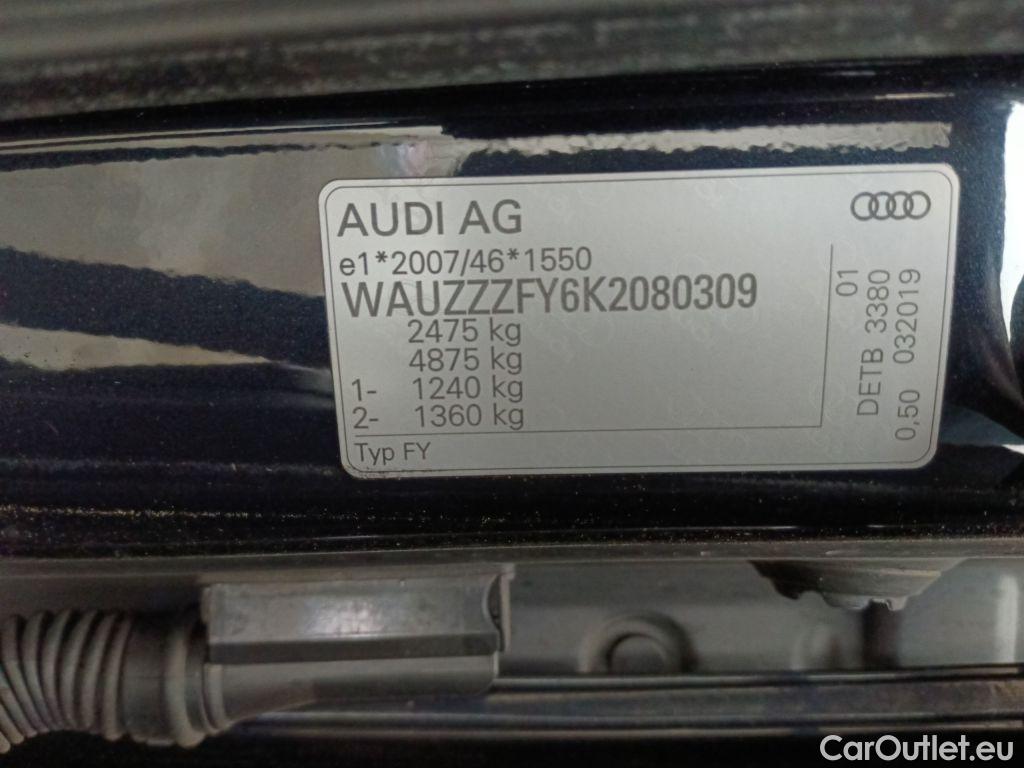 AUDI AG
e1*2007/46*1550
WAUZZZFY6K2080309
2475 kg
4875 kg
1- 1240 kg
2- 1360 kg
Typ FY
01
DETB 3380
0,50 032019
CarOutlet.eu